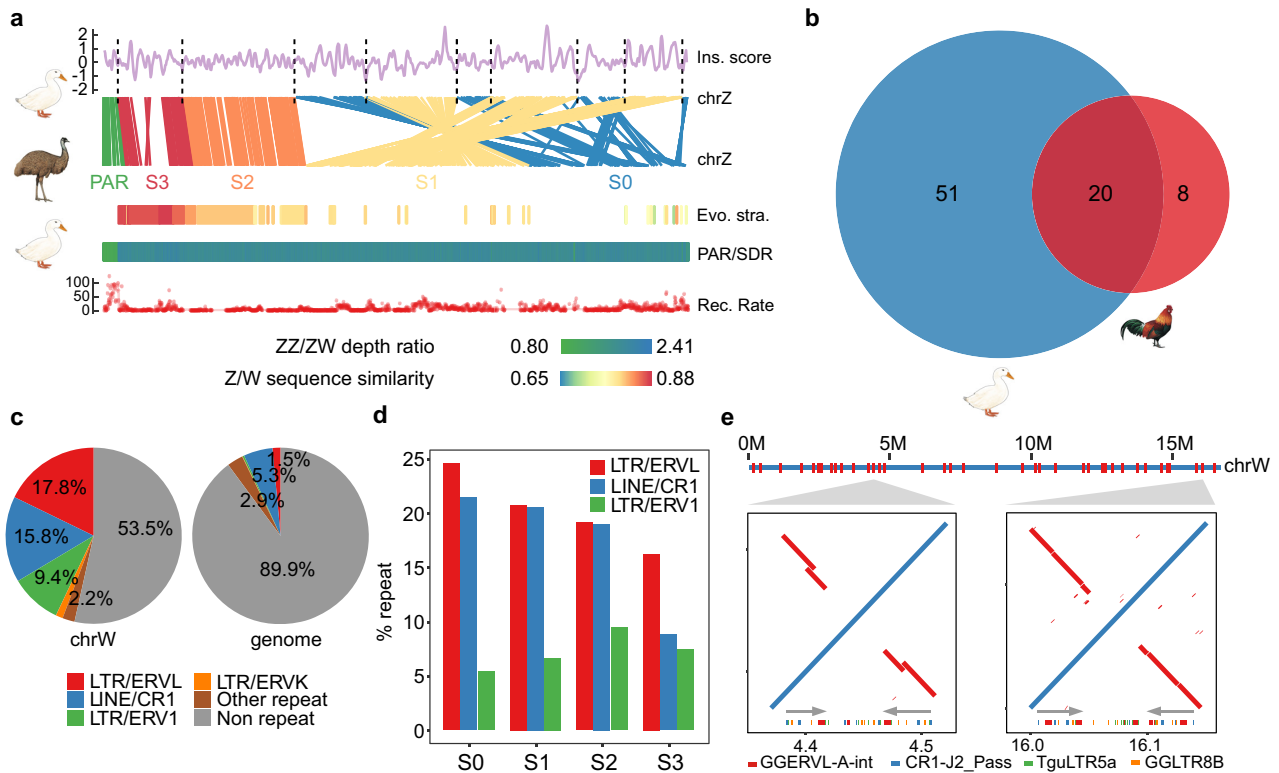 a
2
1
0
-1
-2
Ins. score
chrZ
chrZ
PAR S3 S2 S1 S0
Evo. stra.
PAR/SDR
100
50
0
Rec. Rate
ZZ/ZW depth ratio 0.80 2.41
Z/W sequence similarity 0.65 0.88
b
51 20 8
c
17.8%
15.8%
9.4%
2.2%
53.5%
chrW
1.5%
5.3%
2.9%
89.9%
genome
LTR/ERVL LTR/ERVK
LINE/CR1 Other repeat
LTR/ERV1 Non repeat
d
% repeat
25
20
15
10
5
0
LTR/ERVL
LINE/CR1
LTR/ERV1
S0 S1 S2 S3
e
0M 5M 10M 15M
chrW
4.4 4.5 16.0 16.1
GGERVL-A-int CR1-J2_Pass TguLTR5a GGLTR8B